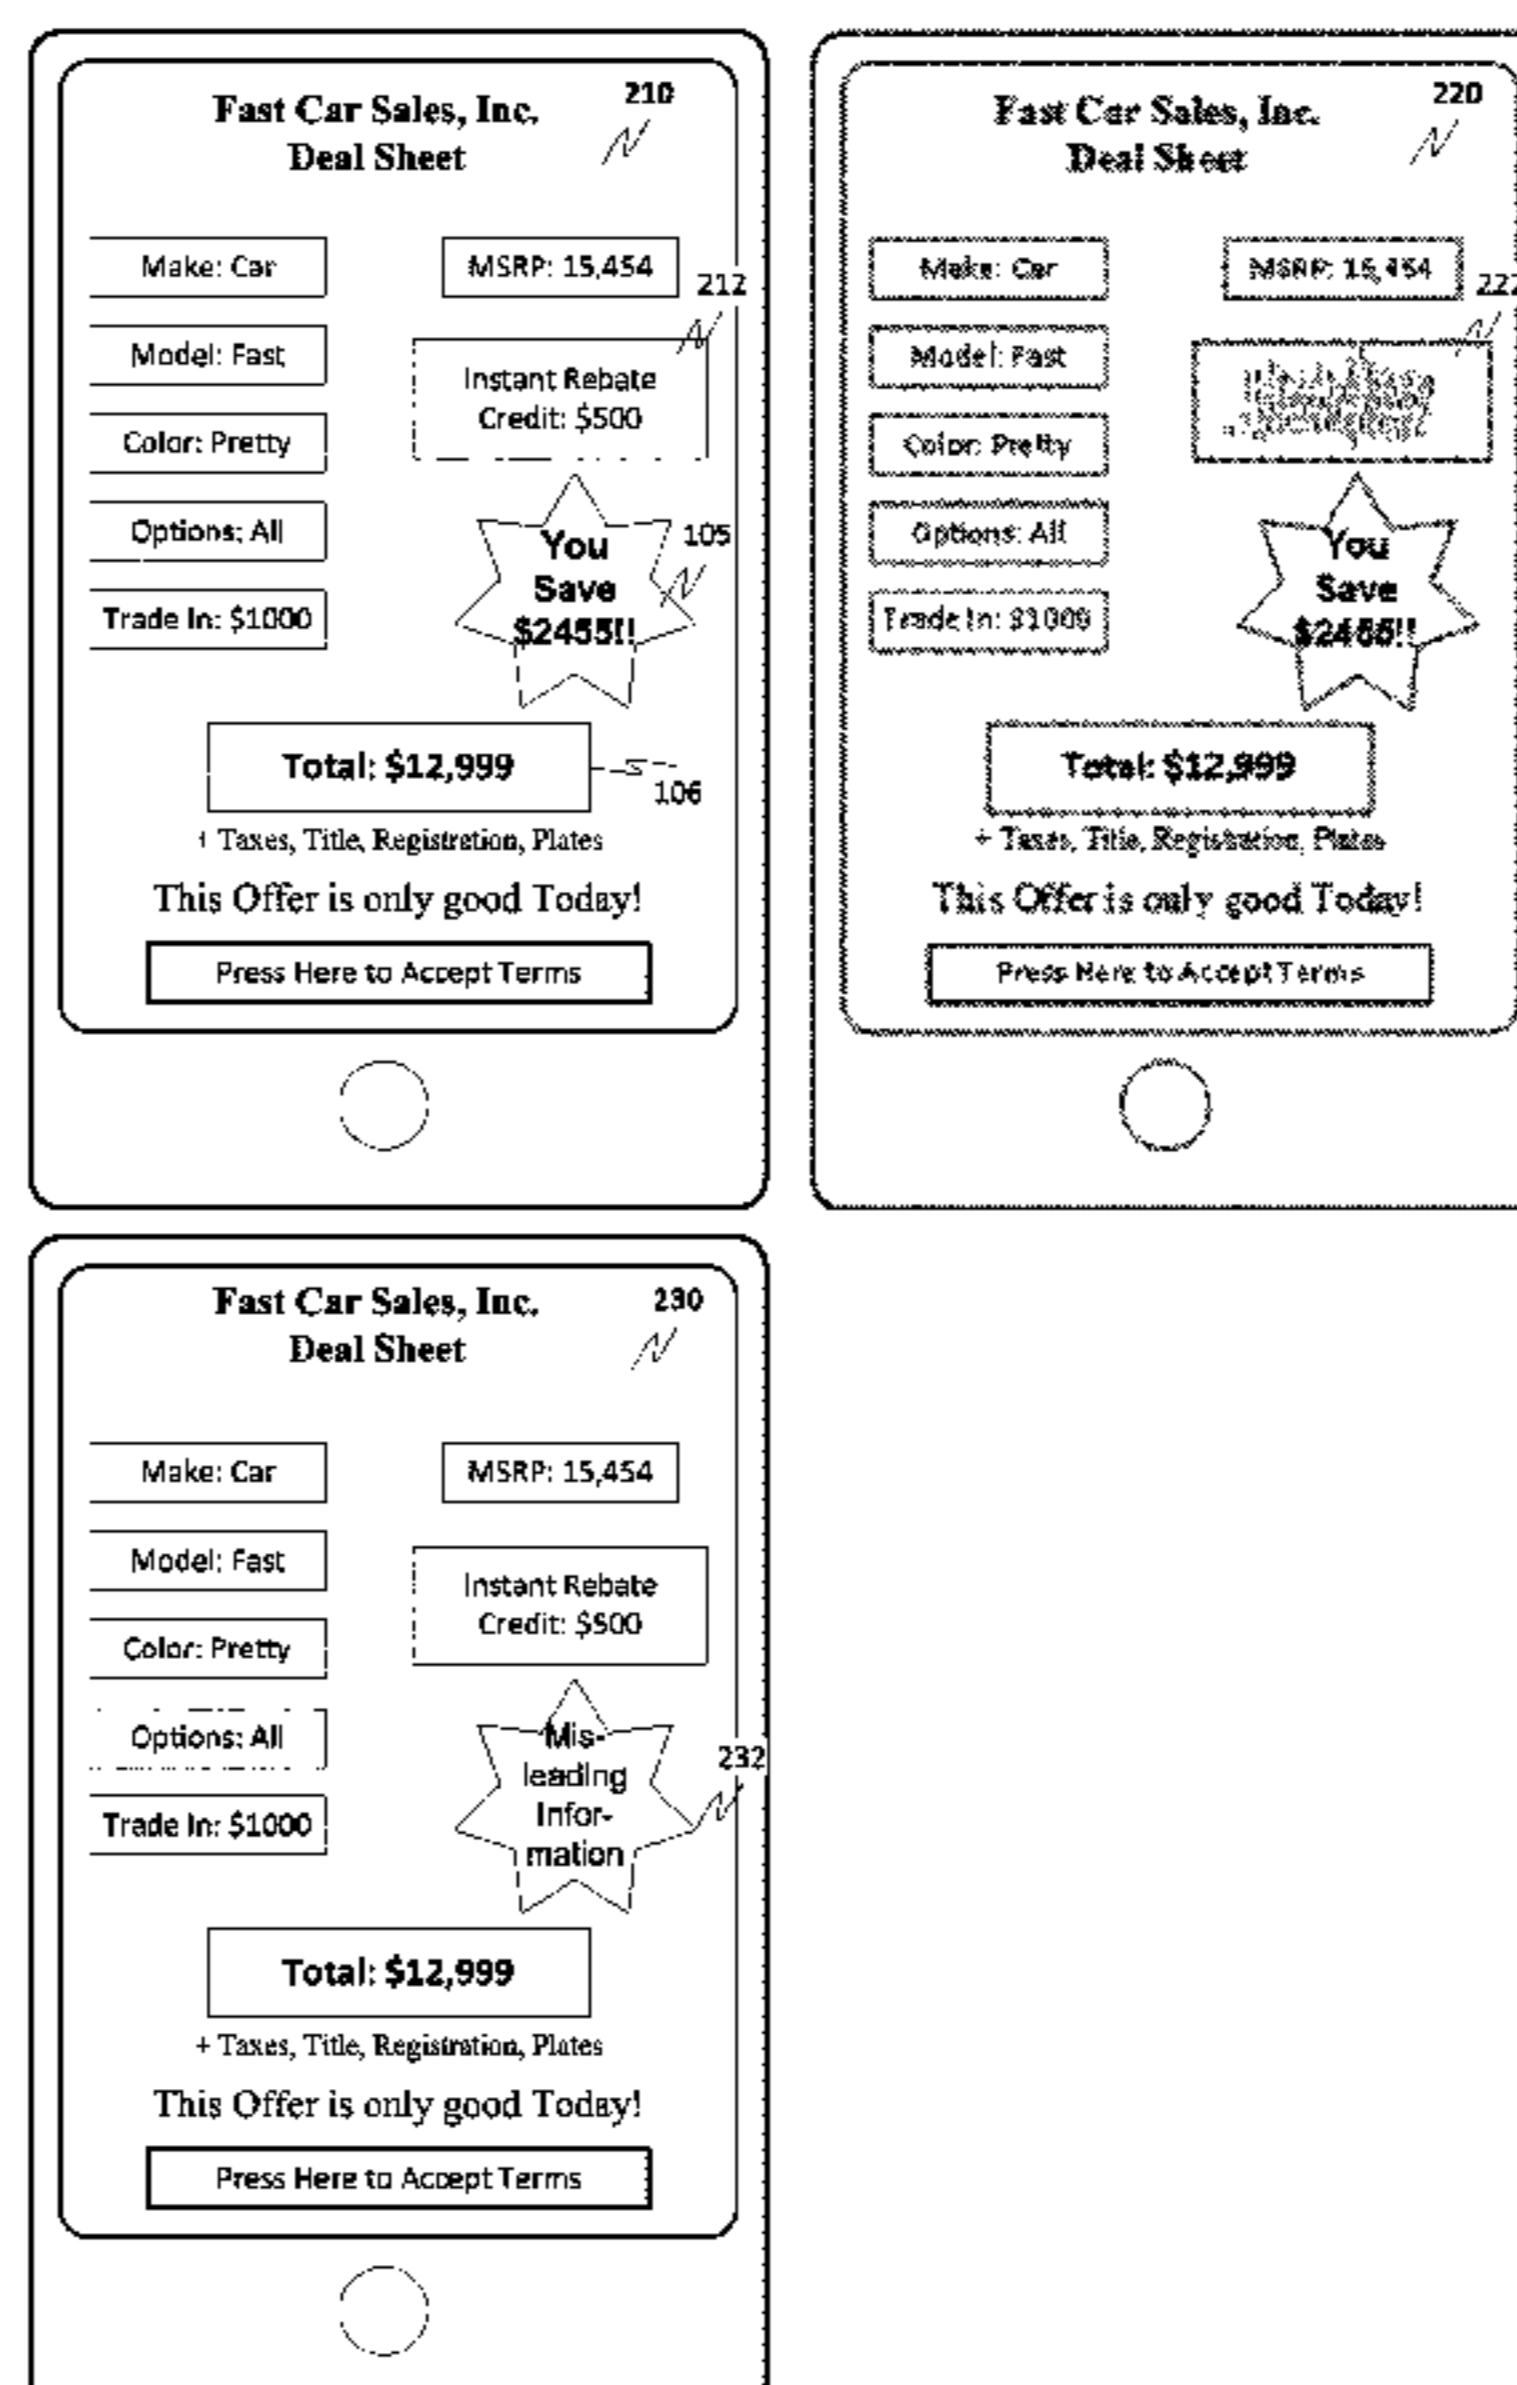 210
Fast Car Sales, Inc.
Deal Sheet
Make: Car
MSRP: 15,454
212
Model: Fast
Instant Rebate
Credit: $500
Color: Pretty
Options: All
105
You
Save
$2455!!
Trade In: $1000
Total: $12,999
106
+ Taxes, Title, Registration, Plates
This Offer is only good Today!
Press Here to Accept Terms
220
Fast Car Sales, Inc.
Deal Sheet
Make: Car
MSRP: 15,454
222
Model: Fast
Color: Pretty
Options: All
You
Save
$2455!!
Trade In: $1000
Total: $12,999
+ Taxes, Title, Registration, Plates
This Offer is only good Today!
Press Here to Accept Terms
230
Fast Car Sales, Inc.
Deal Sheet
Make: Car
MSRP: 15,454
Model: Fast
Instant Rebate
Credit: $500
Color: Pretty
Options: All
Mis-
leading
Infor-
mation
232
Trade In: $1000
Total: $12,999
+ Taxes, Title, Registration, Plates
This Offer is only good Today!
Press Here to Accept Terms